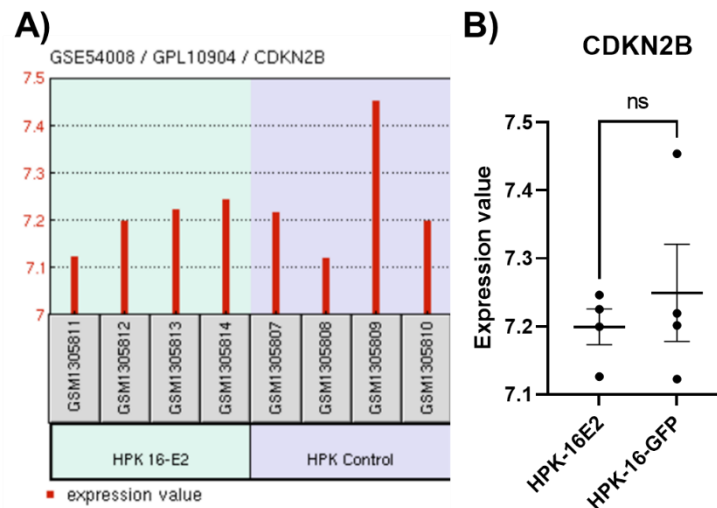 A)
GSE54008 / GPL10904 / CDKN2B
7.5
7.4
7.3
7.2
7.1
7
GSM1305811
GSM1305812
GSM1305813
GSM1305814
GSM1305807
GSM1305808
GSM1305809
GSM1305810
HPK 16-E2
HPK Control
expression value
B)
CDKN2B
ns
Expression value
7.5
7.4
7.3
7.2
7.1
HPK-16E2
HPK-16-GFP